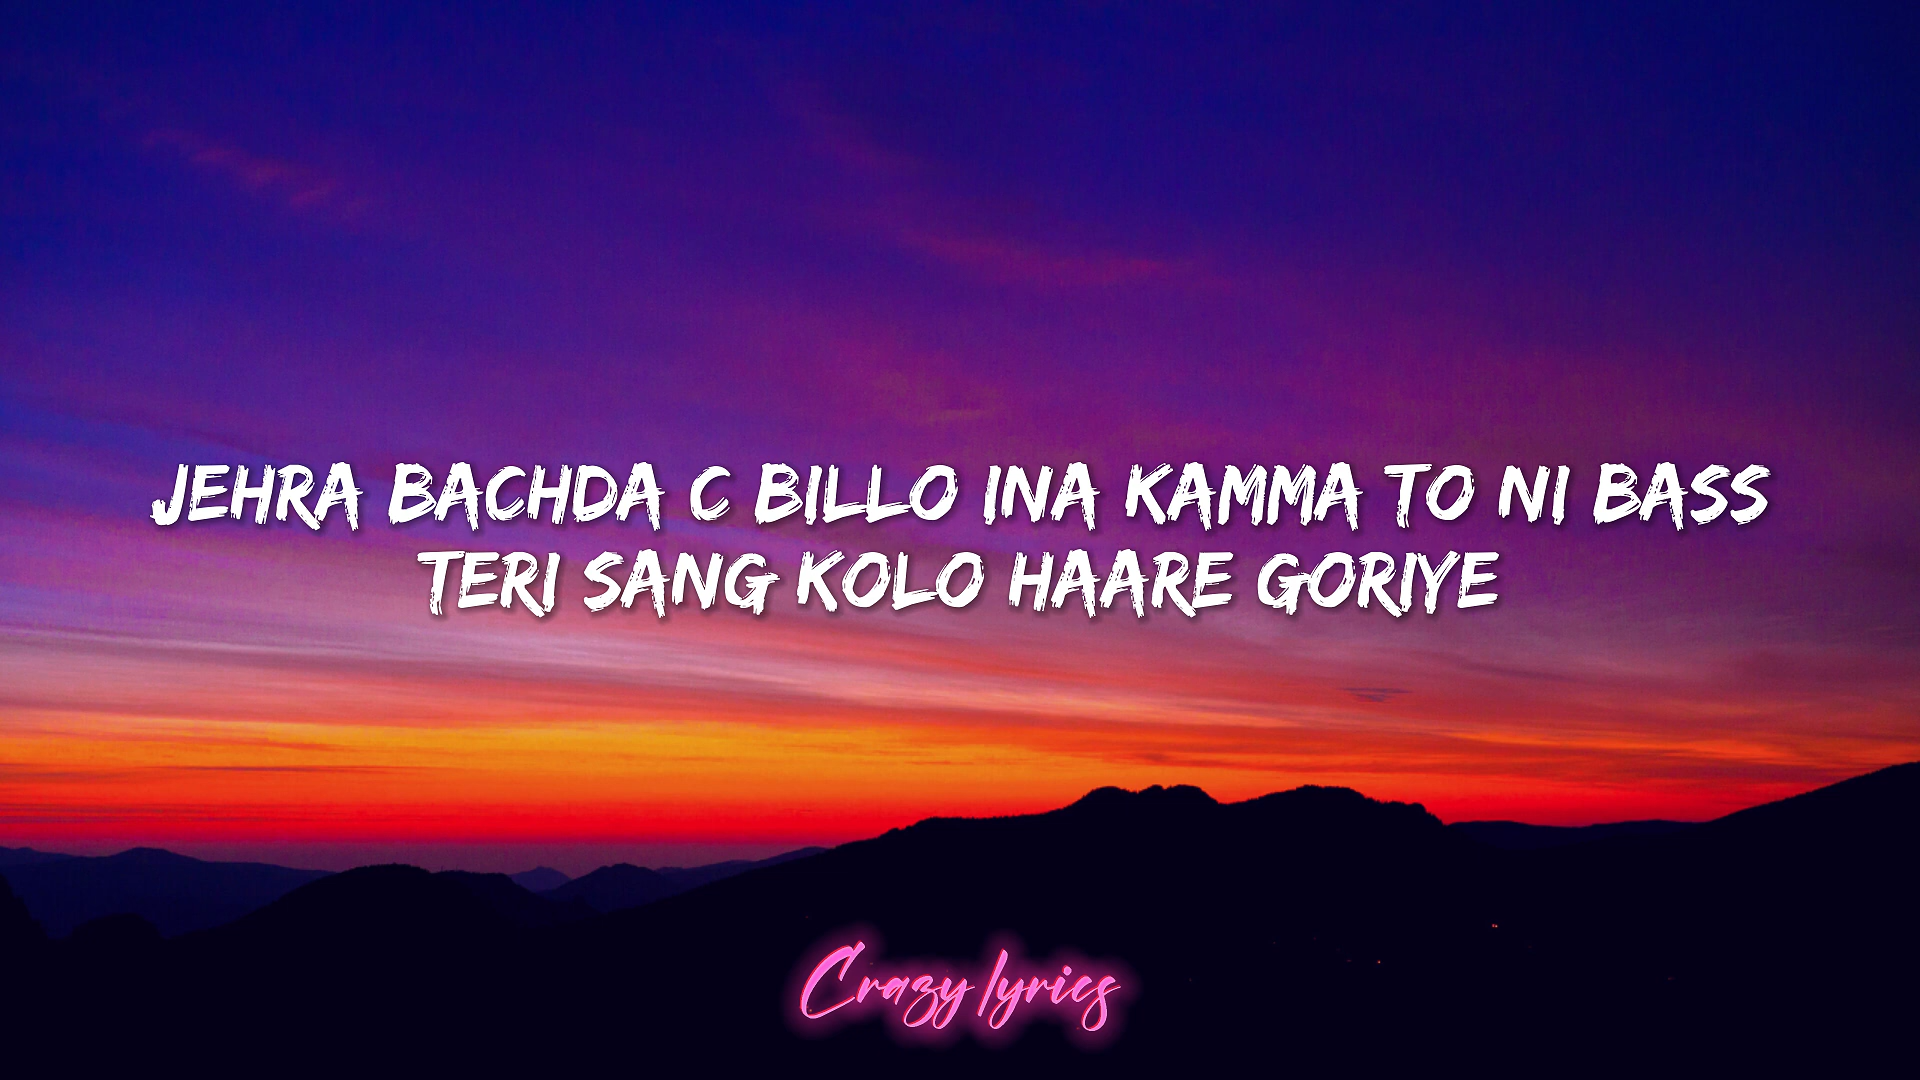 JEHRA BACHDA C BILLO INA KAMMA TO NI BASS
TERI SANG KOLO HAARE GORIYE
Crazy lyrics